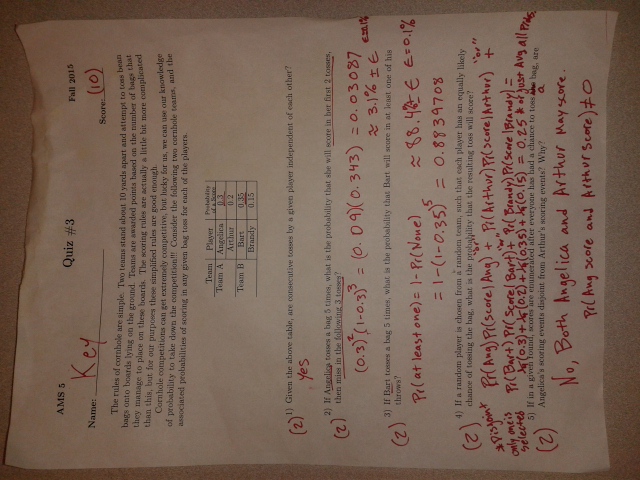 AMS 5
Quiz #3
Fall 2015
Name: Key
Score: (10)
The rules of cornhole are simple. Two teams stand about 10 yards apart and attempt to toss bean
bags onto boards lying on the ground. Teams are awarded points based on the number of bags that
they manage to place on these boards. The scoring rules are actually a little bit more complicated
than this, but for our purposes these simplified rules are good enough.
Cornhole competitions can get extremely competitive, but lucky for us, we can use our knowledge
of probability to take down the competition!!! Consider the following two cornhole teams, and the
associated probabilities of scoring in any given bag toss for each of the players.
Team Player Probability of a Score
Team A Angelica 0.3
Arthur 0.2
Team B Bart 0.35
Brandy 0.15
(2) 1) Given the above table, are consecutive tosses by a given player independent of each other?
yes
(2) 2) If Angelica tosses a bag 5 times, what is the probability that she will score in her first 2 tosses,
then miss in the following 3 tosses?
(0.3)²(1-0.3)³ = (0.09)(0.343) = 0.03087
≈ 3.1% ± ε ε=0.1%
(2) 3) If Bart tosses a bag 5 times, what is the probability that Bart will score in at least one of his
throws?
Pr(at least one) = 1 - Pr(None) ≈ 88.4% ± ε ε=0.1%
= 1-(1-0.35)⁵ = 0.8839708
(2) 4) If a random player is chosen from a random team, such that each player has an equally likely
chance of tossing the bag, what is the probability that the resulting toss will score?
*Disjoint only one is selected
"or" "or"
Pr(Ang)Pr(score|Ang) + Pr(Arthur)Pr(score|Arthur) +
"or"
Pr(Bart)Pr(Score|Bart) + Pr(Brandy)Pr(Score|Brandy) =
¼(0.3)+¼(0.2)+¼(0.35)+¼(0.15) = 0.25 * or just Avg all Probs.
(2) 5) If in a given round, scores are enumerated after everyone has had a chance to toss a bag, are
Angelica's scoring events disjoint from Arthur's scoring events? Why?
No, Both Angelica and Arthur may score.
Pr(Ang score and Arthur Score) ≠ 0